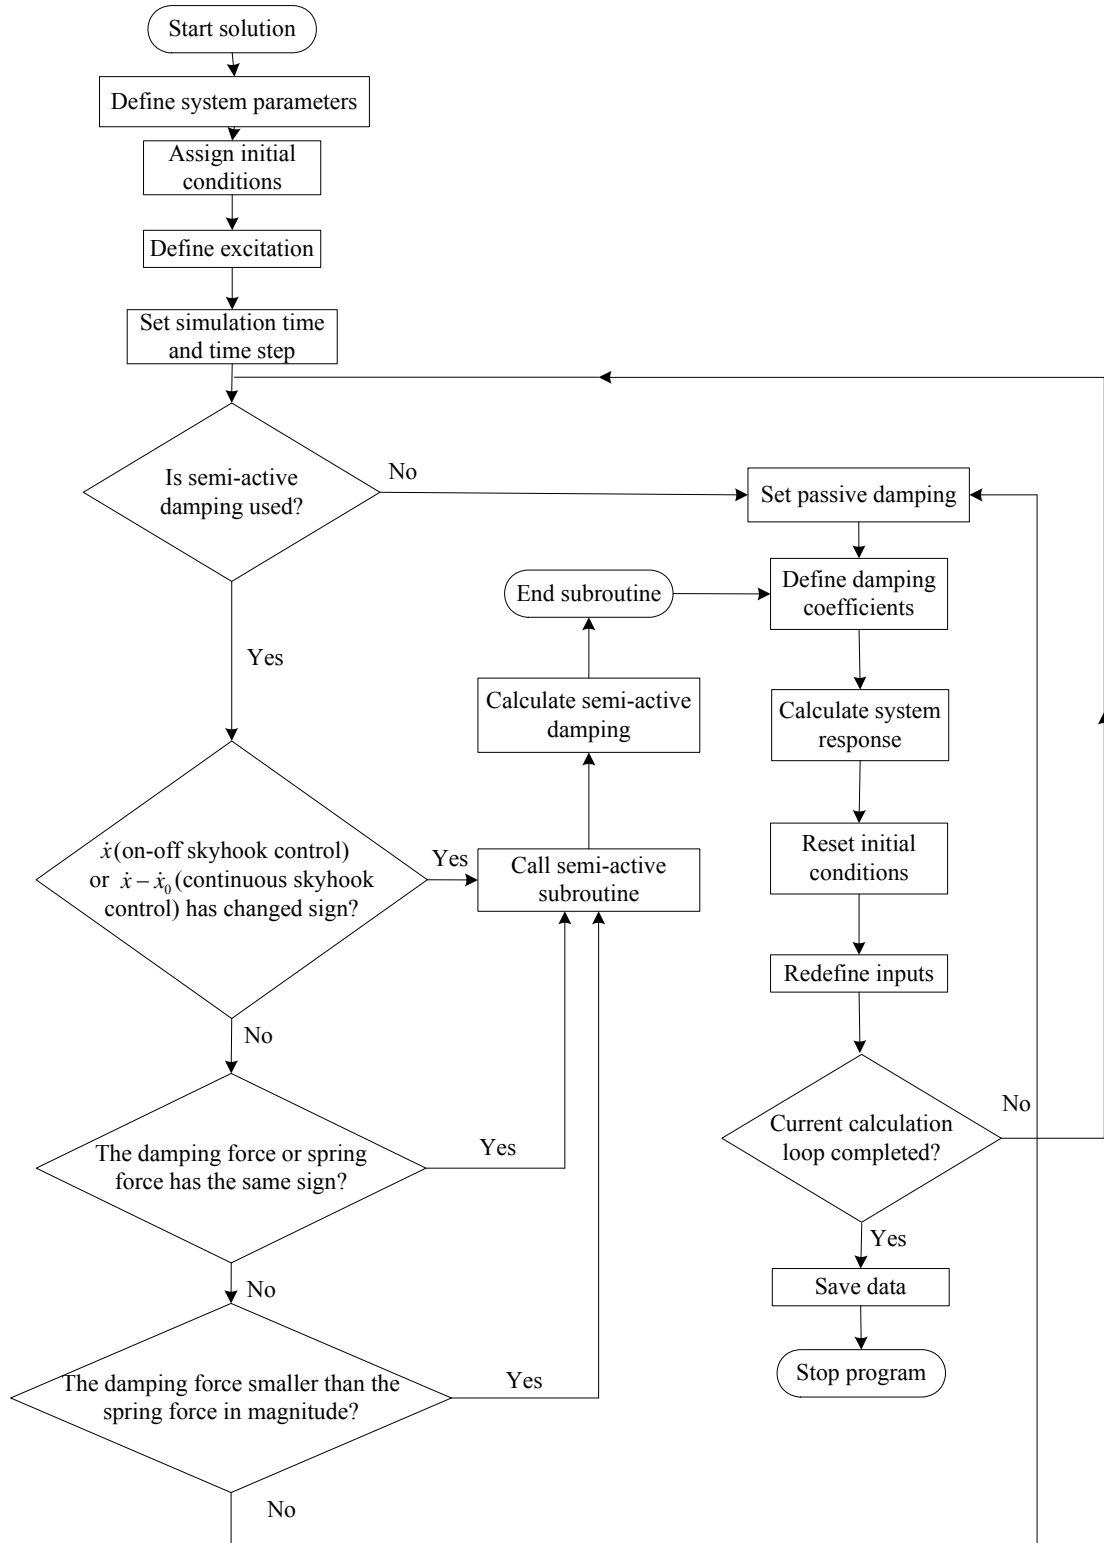 Start solution
Define system parameters
Assign initial
conditions
Define excitation
Set simulation time
and time step
Is semi-active
damping used?
No
Set passive damping
End subroutine
Define damping
coefficients
Yes
Calculate semi-active
damping
Calculate system
response
ẋ(on-off skyhook control)
or ẋ − ẋ₀(continuous skyhook
control) has changed sign?
Yes
Call semi-active
subroutine
Reset initial
conditions
Redefine inputs
No
The damping force or spring
force has the same sign?
Yes
Current calculation
loop completed?
No
Yes
No
Save data
The damping force smaller than the
spring force in magnitude?
Yes
Stop program
No